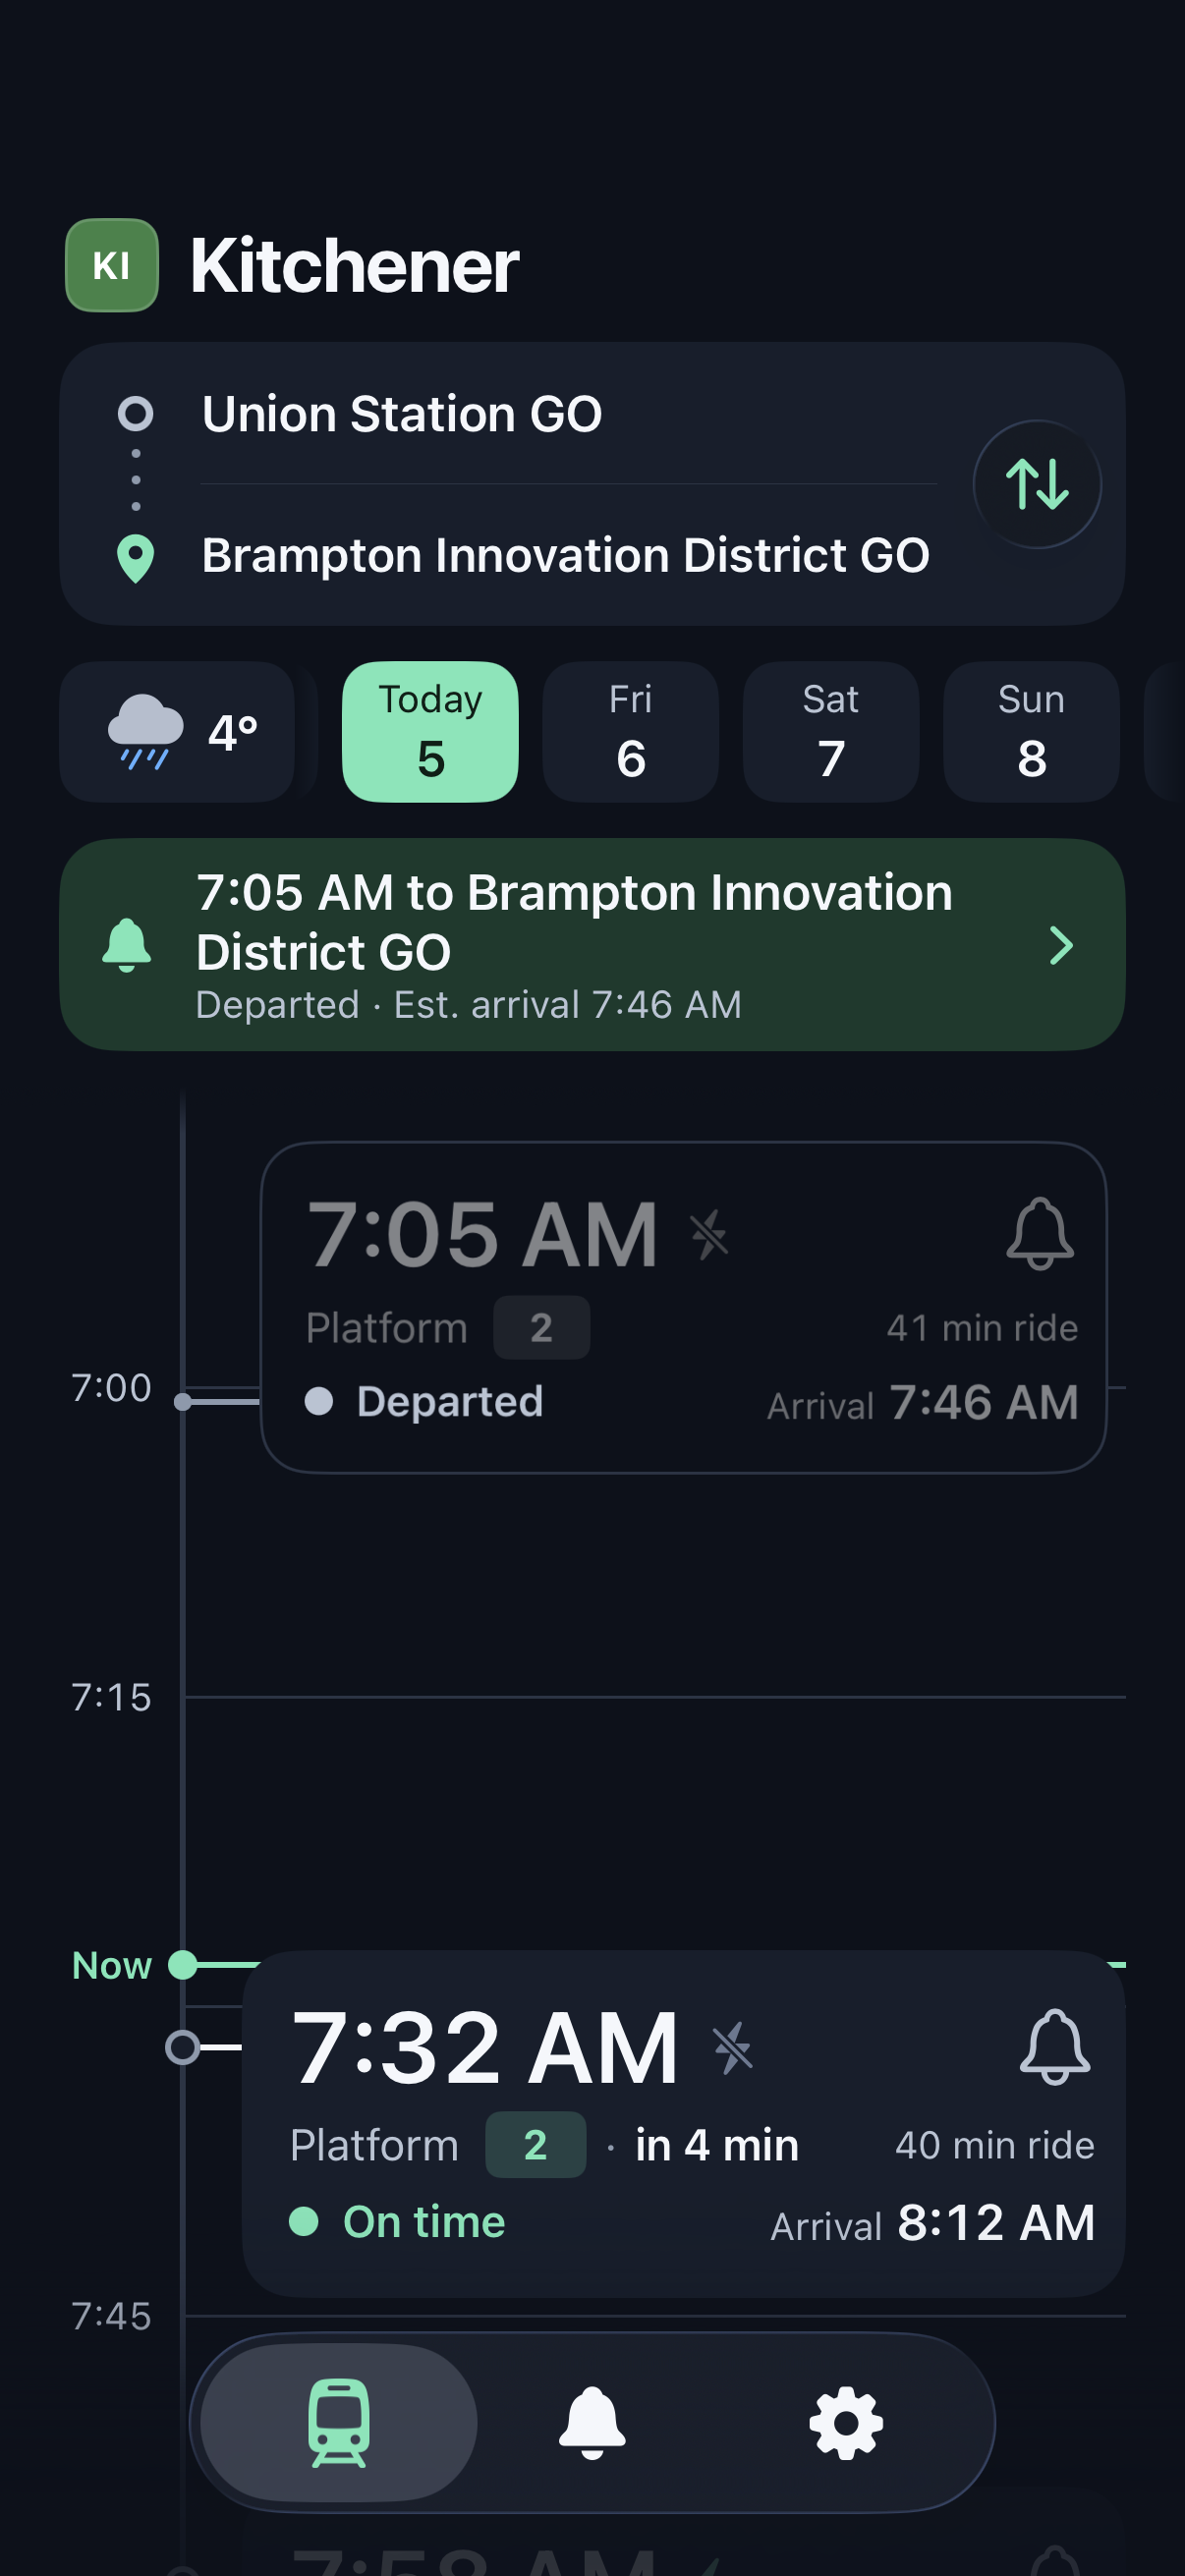 KI Kitchener
Union Station GO
Brampton Innovation District GO
4°
Today
5
Fri
6
Sat
7
Sun
8
7:05 AM to Brampton Innovation
District GO
Departed · Est. arrival 7:46 AM
7:05 AM
Platform 2
41 min ride
7:00
Departed
Arrival 7:46 AM
7:15
Now
7:32 AM
Platform 2 · in 4 min
40 min ride
On time
Arrival 8:12 AM
7:45
7:58 AM